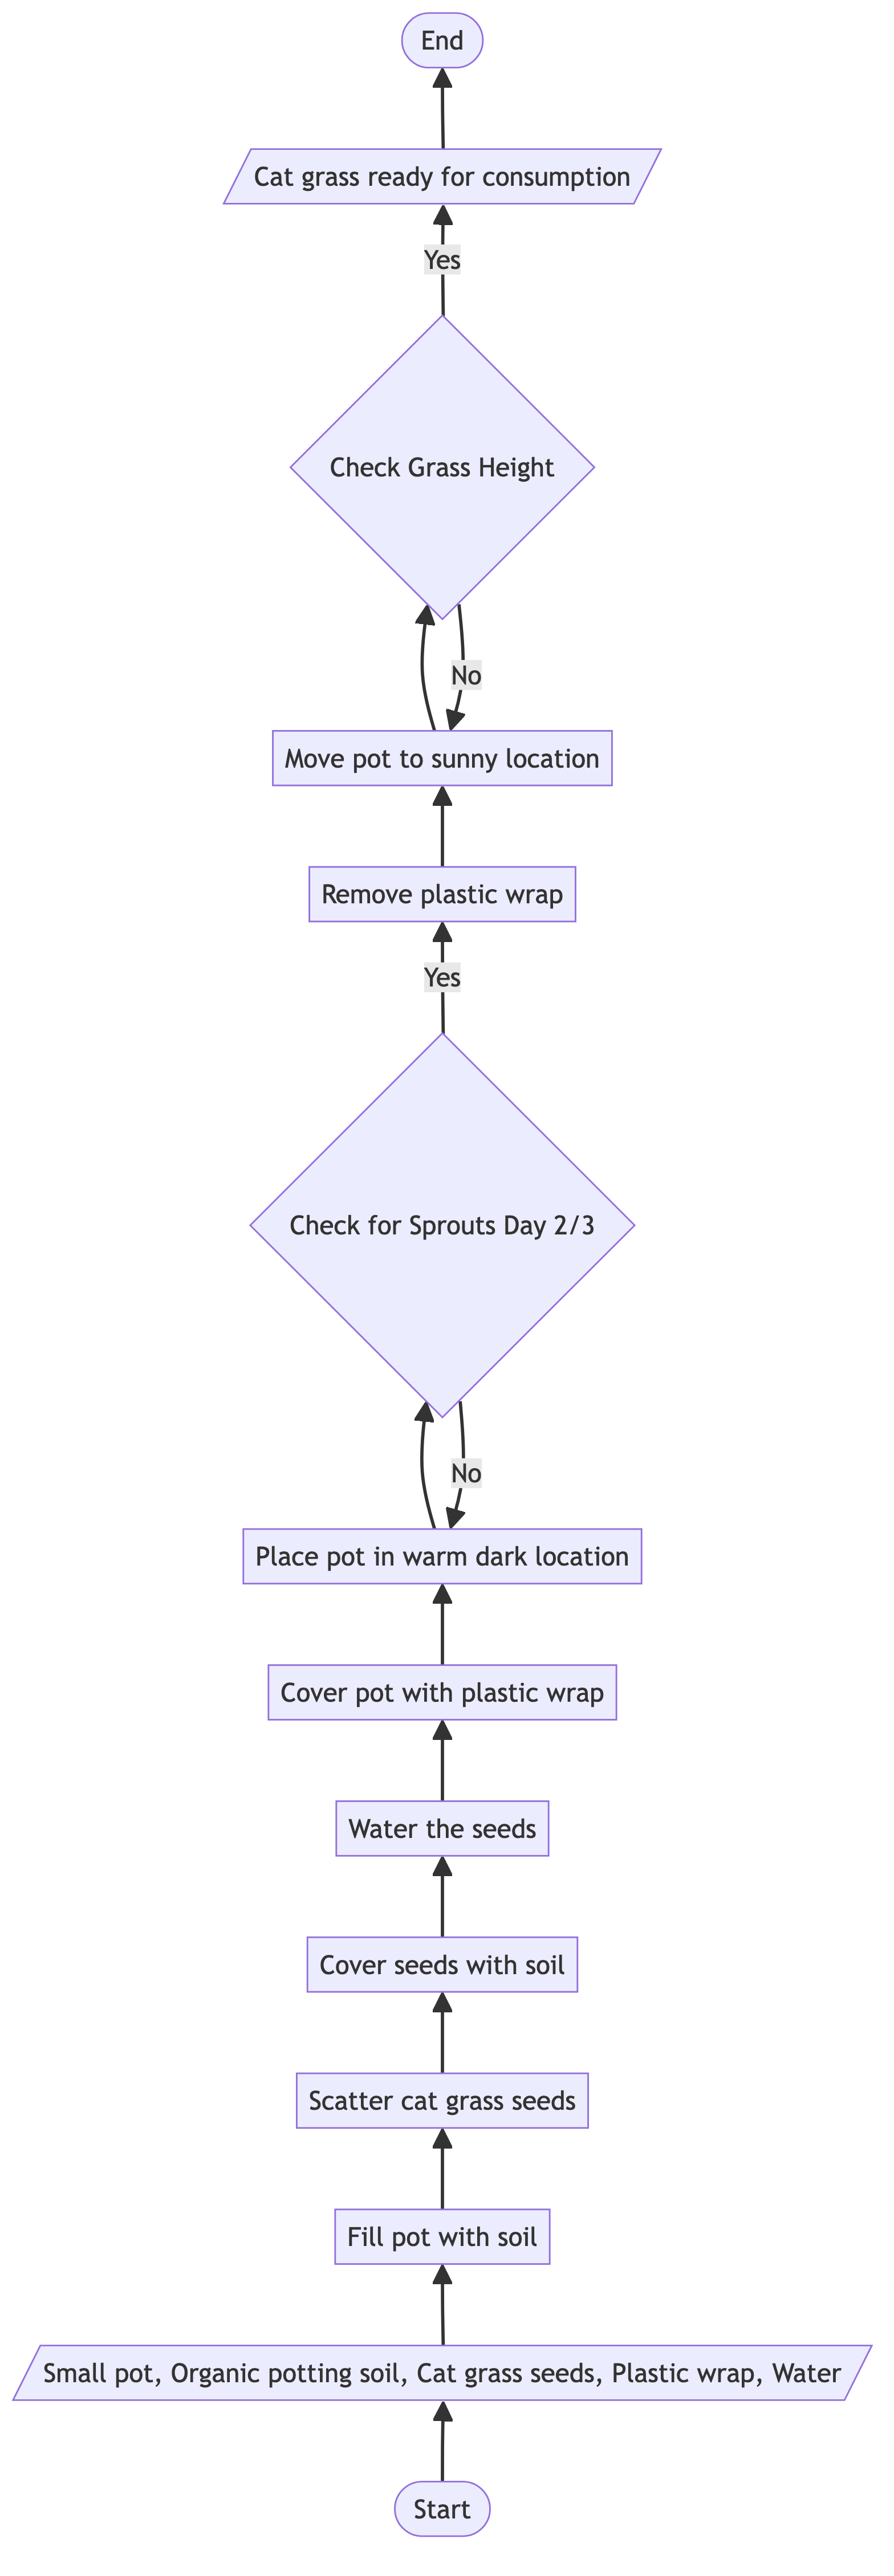 End
Cat grass ready for consumption
Yes
Check Grass Height
No
Move pot to sunny location
Remove plastic wrap
Yes
Check for Sprouts Day 2/3
No
Place pot in warm dark location
Cover pot with plastic wrap
Water the seeds
Cover seeds with soil
Scatter cat grass seeds
Fill pot with soil
Small pot, Organic potting soil, Cat grass seeds, Plastic wrap, Water
Start